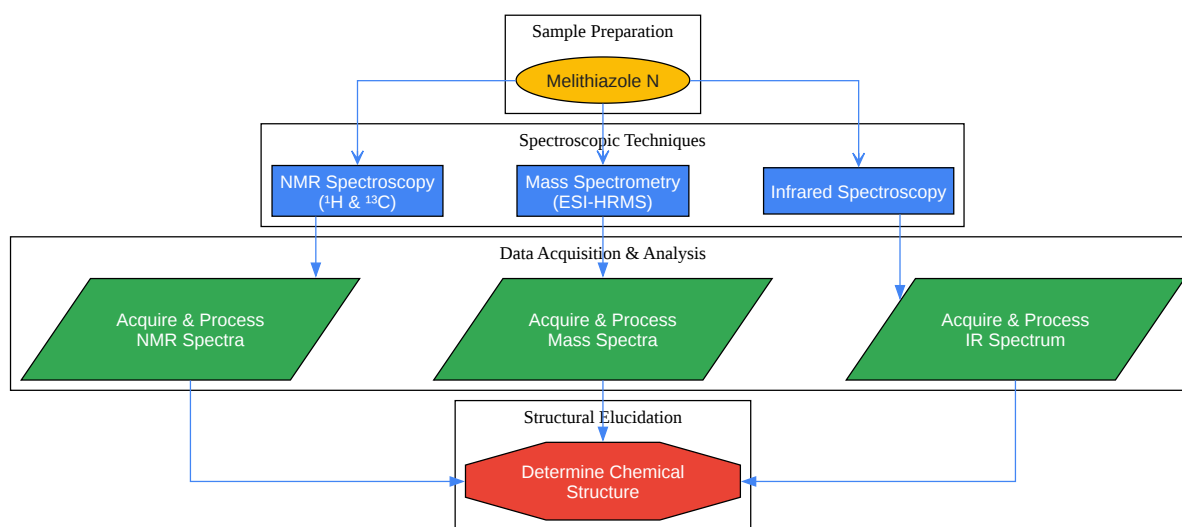 Sample Preparation
Melithiazole N
Spectroscopic Techniques
NMR Spectroscopy
(¹H & ¹³C)
Mass Spectrometry
(ESI-HRMS)
Infrared Spectroscopy
Data Acquisition & Analysis
Acquire & Process
NMR Spectra
Acquire & Process
Mass Spectra
Acquire & Process
IR Spectrum
Structural Elucidation
Determine Chemical
Structure